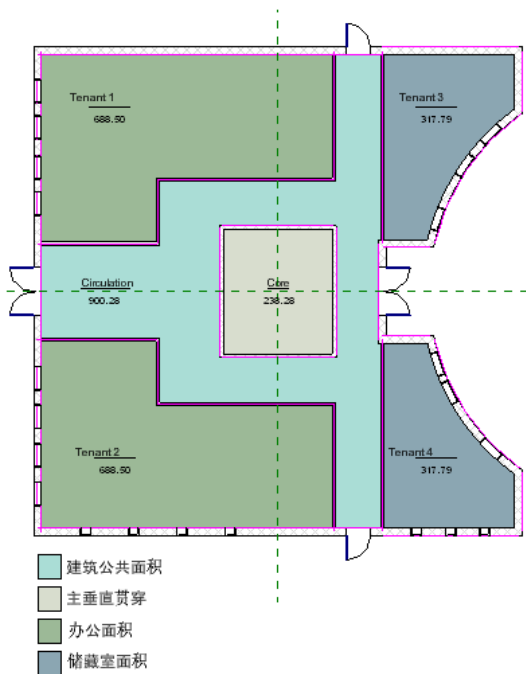 Tenant 1
688.50
Tenant 3
317.79
Circulation
900.28
Core
238.28
Tenant 2
688.50
Tenant 4
317.79
建筑公共面积
主垂直贯穿
办公面积
储藏室面积